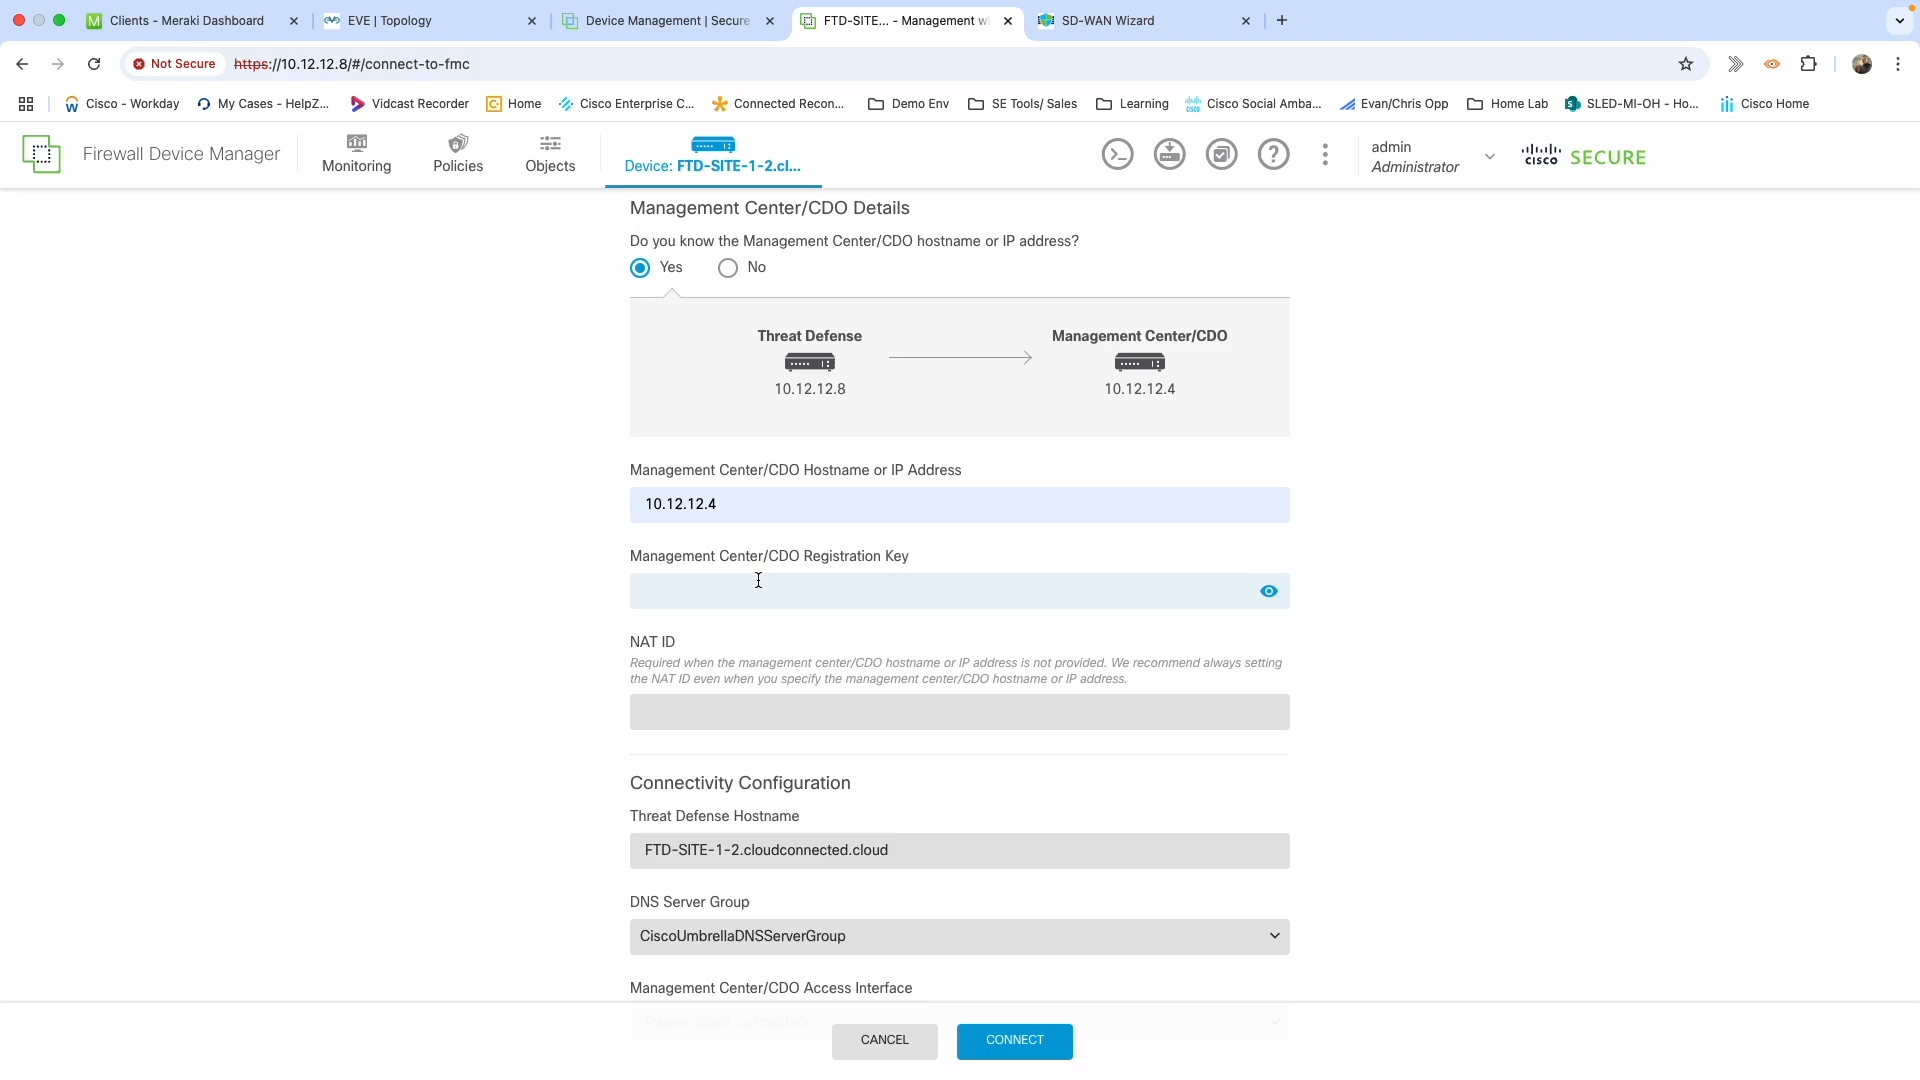 Clients - Meraki Dashboard
EVE | Topology
Device Management | Secure
FTD-SITE... - Management w
SD-WAN Wizard
Not Secure https://10.12.12.8/#/connect-to-fmc
Cisco - Workday
My Cases - HelpZ...
Vidcast Recorder
Home
Cisco Enterprise C...
Connected Recon...
Demo Env
SE Tools/ Sales
Learning
Cisco Social Amba...
Evan/Chris Opp
Home Lab
SLED-MI-OH - Ho...
Cisco Home
Firewall Device Manager
Monitoring
Policies
Objects
Device: FTD-SITE-1-2.cl...
admin
Administrator
CISCO SECURE
Management Center/CDO Details
Do you know the Management Center/CDO hostname or IP address?
Yes No
Threat Defense
10.12.12.8
Management Center/CDO
10.12.12.4
Management Center/CDO Hostname or IP Address
10.12.12.4
Management Center/CDO Registration Key
NAT ID
Required when the management center/CDO hostname or IP address is not provided. We recommend always setting
the NAT ID even when you specify the management center/CDO hostname or IP address.
Connectivity Configuration
Threat Defense Hostname
FTD-SITE-1-2.cloudconnected.cloud
DNS Server Group
CiscoUmbrellaDNSServerGroup
Management Center/CDO Access Interface
Please select an interface
CANCEL CONNECT